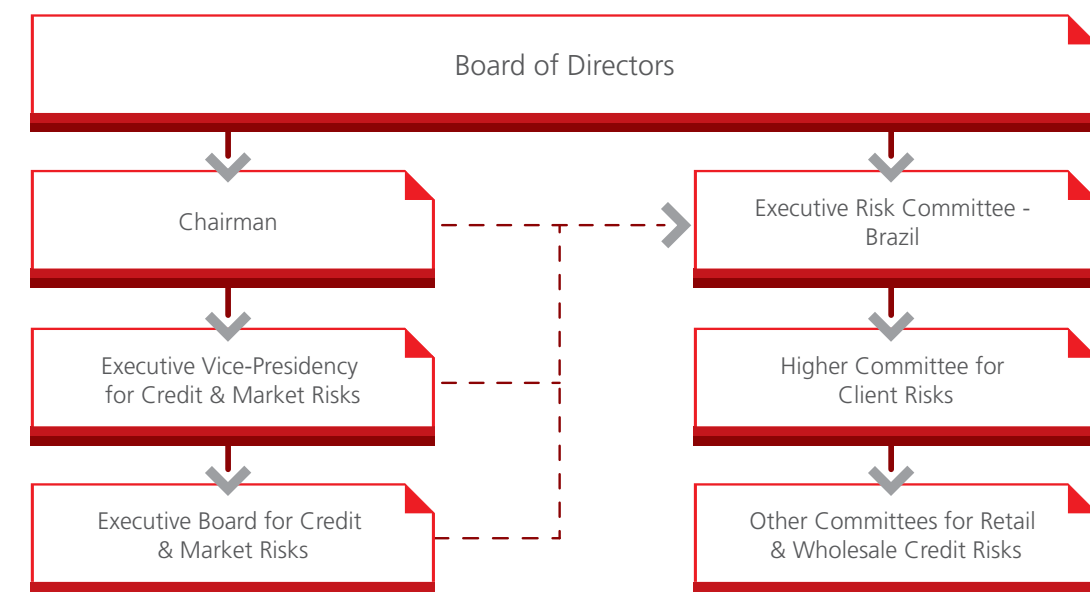 Board of Directors
Chairman
Executive Risk Committee -
Brazil
Executive Vice-Presidency
for Credit & Market Risks
Higher Committee for
Client Risks
Executive Board for Credit
& Market Risks
Other Committees for Retail
& Wholesale Credit Risks